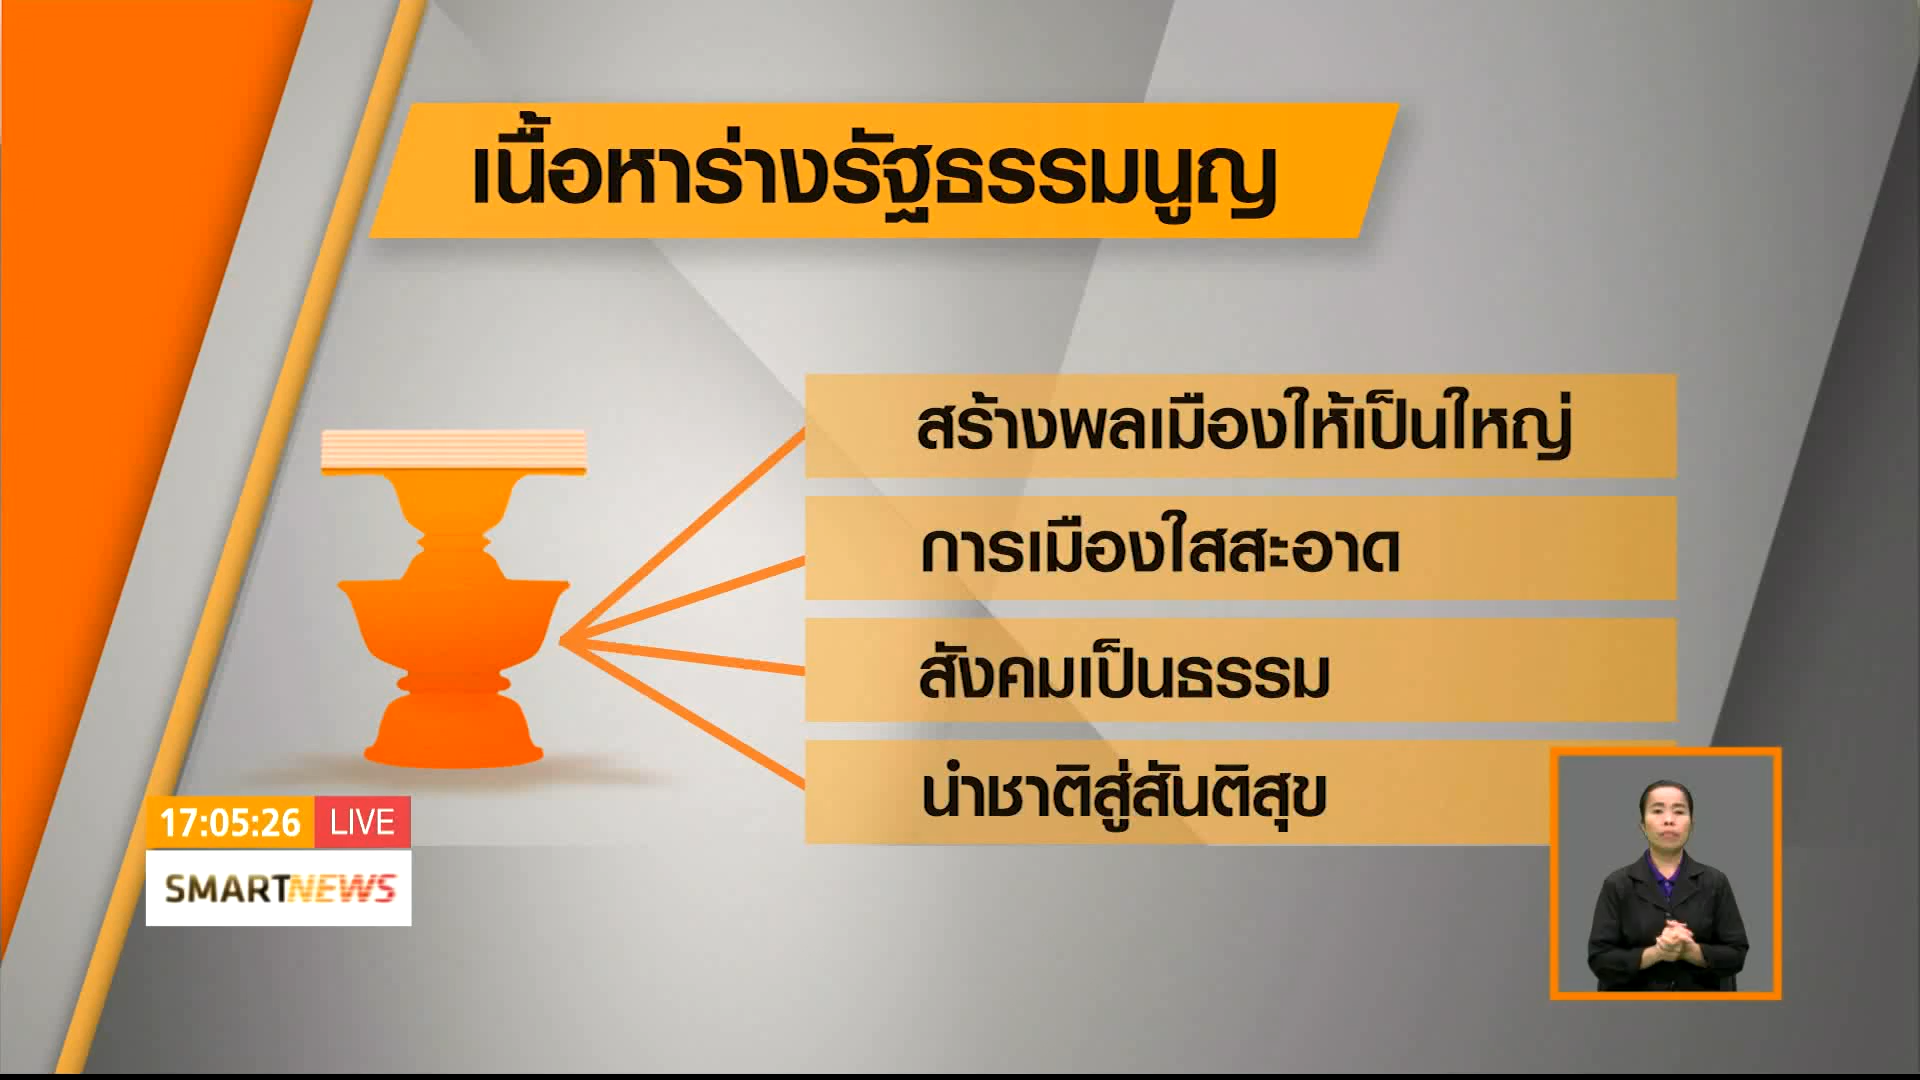 เนื้อหาร่างรัฐธรรมนูญ
สร้างพลเมืองให้เป็นใหญ่
การเมืองใสสะอาด
สังคมเป็นธรรม
นำชาติสู่สันติสุข
17:05:26 LIVE
SMARTNEWS